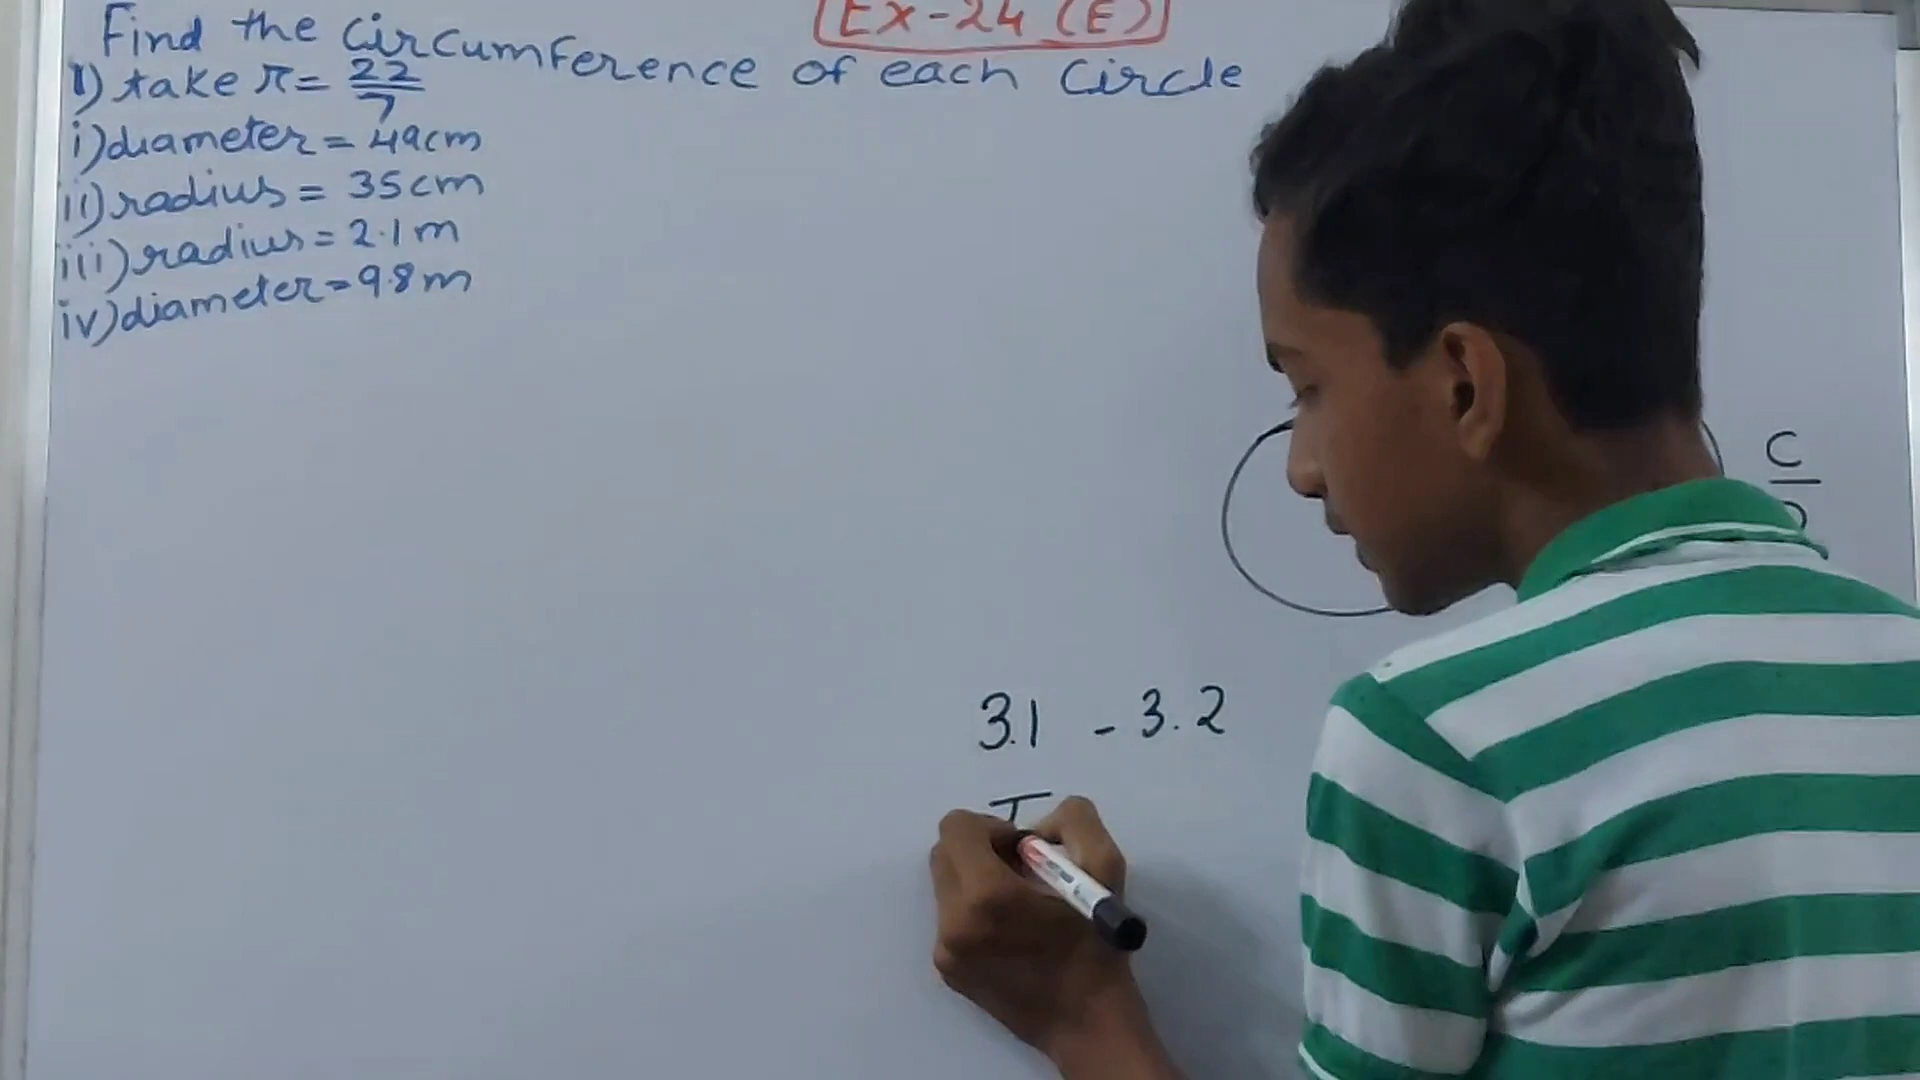 Ex-24 (E)
Find the Circumference of each Circle
1) take π = 22/7
i) diameter = 49cm
ii) radius = 35cm
iii) radius = 2.1m
iv) diameter = 9.8m
C
3.1 - 3.2